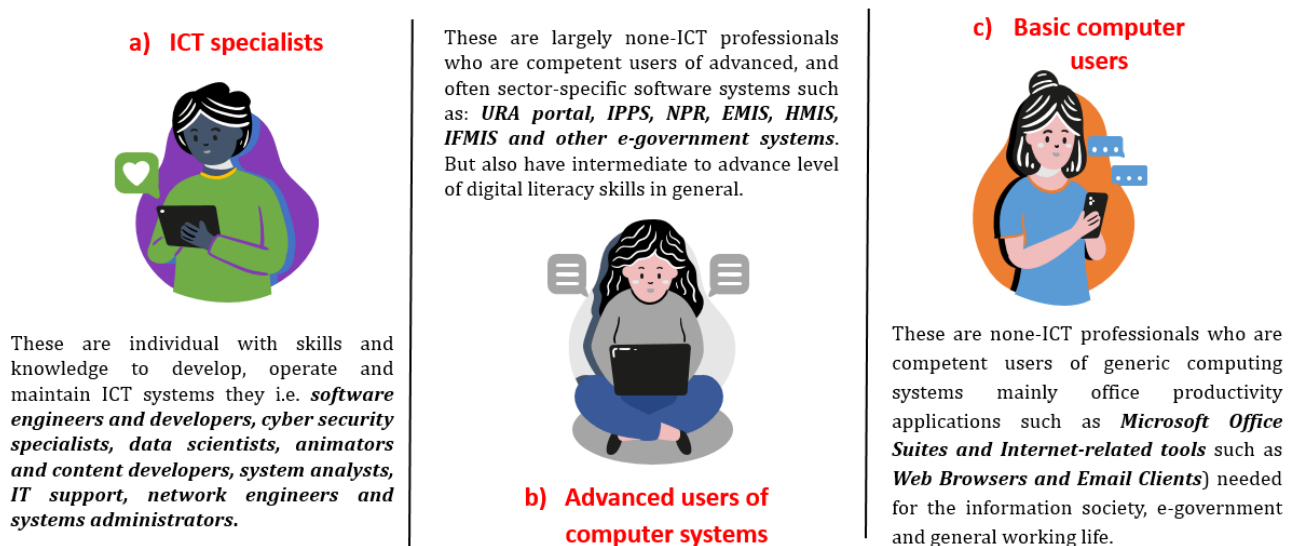 a) ICT specialists
These are individual with skills and
knowledge to develop, operate and
maintain ICT systems they i.e. software
engineers and developers, cyber security
specialists, data scientists, animators
and content developers, system analysts,
IT support, network engineers and
systems administrators.
These are largely none-ICT professionals
who are competent users of advanced, and
often sector-specific software systems such
as: URA portal, IPPS, NPR, EMIS, HMIS,
IFMIS and other e-government systems.
But also have intermediate to advance level
of digital literacy skills in general.
b) Advanced users of
computer systems
c) Basic computer
users
These are none-ICT professionals who are
competent users of generic computing
systems mainly office productivity
applications such as Microsoft Office
Suites and Internet-related tools such as
Web Browsers and Email Clients) needed
for the information society, e-government
and general working life.